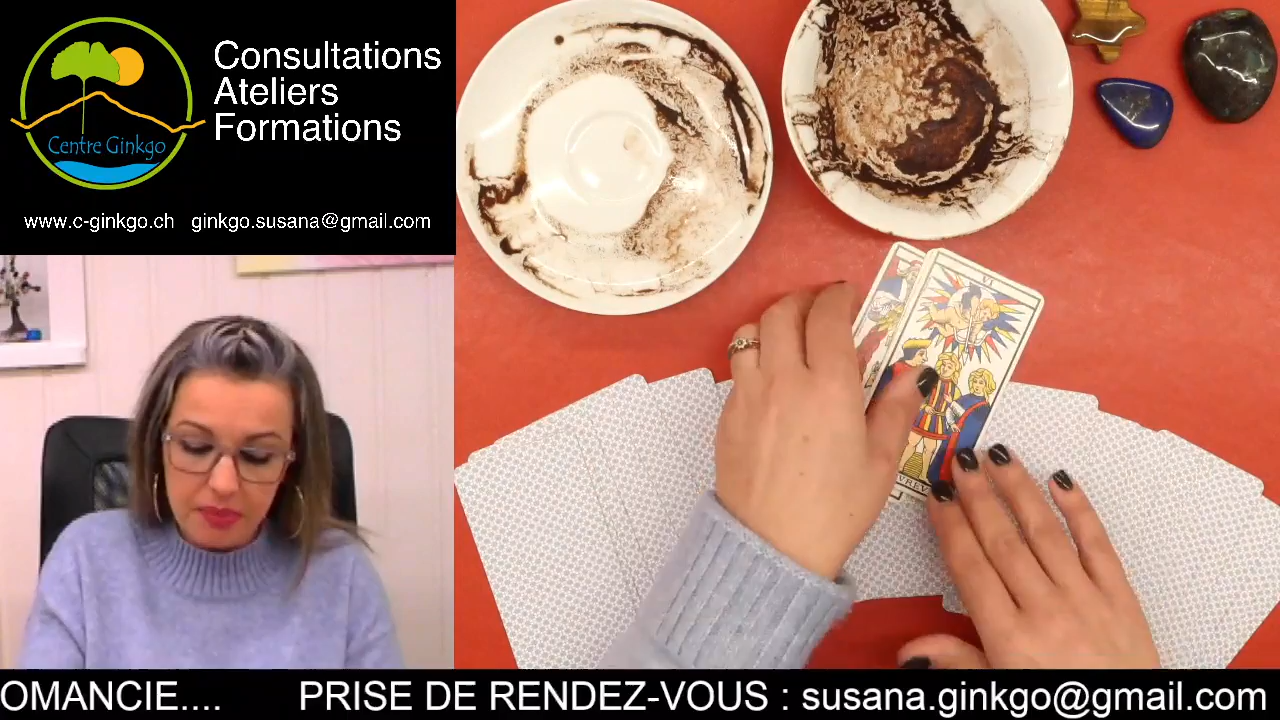 Consultations
Ateliers
Formations
Centre Ginkgo
www.c-ginkgo.ch ginkgo.susana@gmail.com
VI
OMANCIE.... PRISE DE RENDEZ-VOUS : susana.ginkgo@gmail.com